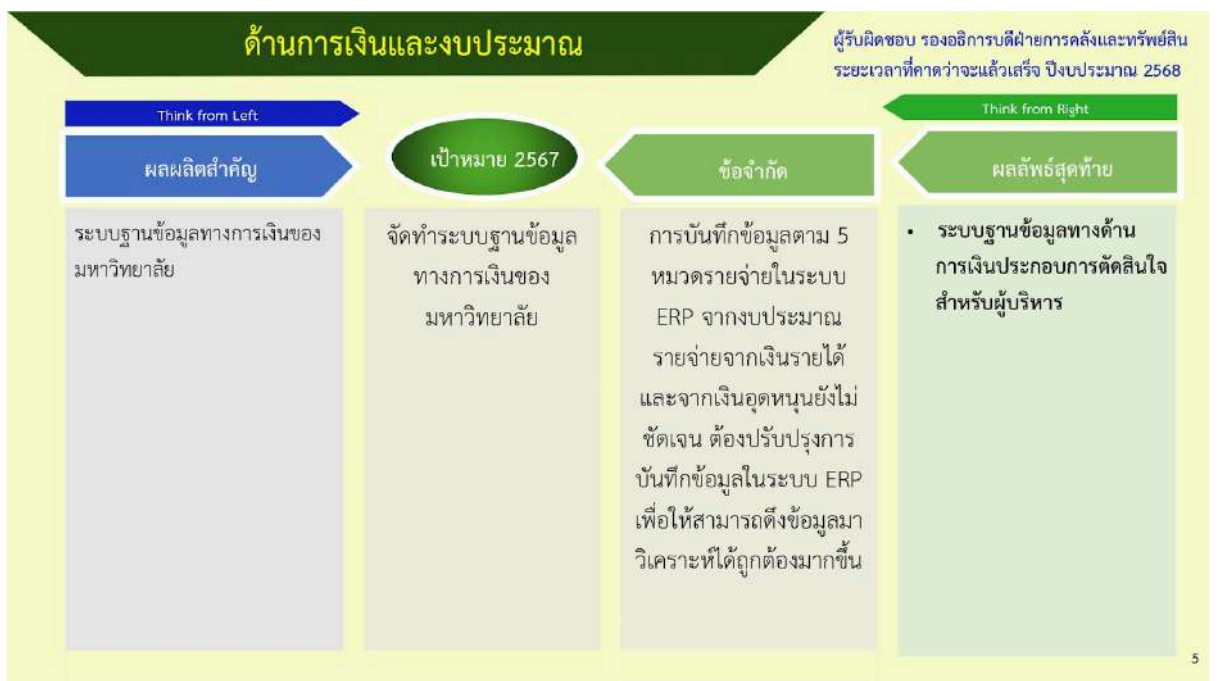 ด้านการเงินและงบประมาณ
ผู้รับผิดชอบ รองอธิการบดีฝ่ายการคลังและทรัพย์สิน
ระยะเวลาที่คาดว่าจะแล้วเสร็จ ปีงบประมาณ 2568
Think from Left
ผลผลิตสำคัญ
ระบบฐานข้อมูลทางการเงินของ
มหาวิทยาลัย
เป้าหมาย 2567
จัดทำระบบฐานข้อมูล
ทางการเงินของ
มหาวิทยาลัย
ข้อจำกัด
การบันทึกข้อมูลตาม 5
หมวดรายจ่ายในระบบ
ERP จากงบประมาณ
รายจ่ายจากเงินรายได้
และจากเงินอุดหนุนยังไม่
ชัดเจน ต้องปรับปรุงการ
บันทึกข้อมูลในระบบ ERP
เพื่อให้สามารถดึงข้อมูลมา
วิเคราะห์ได้ถูกต้องมากขึ้น
Think from Right
ผลลัพธ์สุดท้าย
• ระบบฐานข้อมูลทางด้าน
การเงินประกอบการตัดสินใจ
สำหรับผู้บริหาร
5